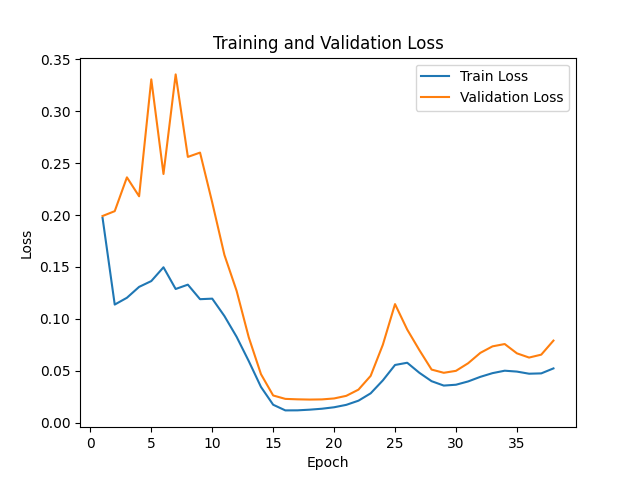 Training and Validation Loss
Train Loss
Validation Loss
0.35
0.30
0.25
0.20
0.15
0.10
0.05
0.00
Loss
0 5 10 15 20 25 30 35
Epoch